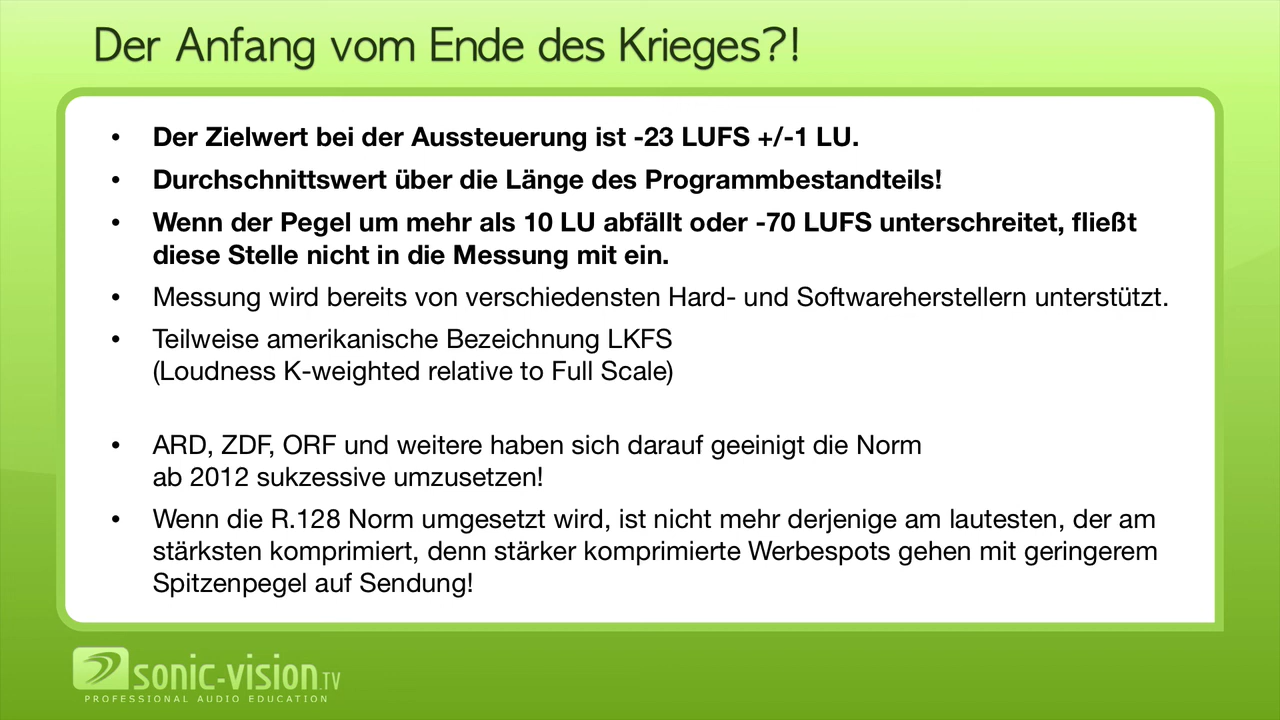 Der Anfang vom Ende des Krieges?!
• Der Zielwert bei der Aussteuerung ist -23 LUFS +/-1 LU.
• Durchschnittswert über die Länge des Programmbestandteils!
• Wenn der Pegel um mehr als 10 LU abfällt oder -70 LUFS unterschreitet, fließt
diese Stelle nicht in die Messung mit ein.
• Messung wird bereits von verschiedensten Hard- und Softwareherstellern unterstützt.
• Teilweise amerikanische Bezeichnung LKFS
(Loudness K-weighted relative to Full Scale)
• ARD, ZDF, ORF und weitere haben sich darauf geeinigt die Norm
ab 2012 sukzessive umzusetzen!
• Wenn die R.128 Norm umgesetzt wird, ist nicht mehr derjenige am lautesten, der am
stärksten komprimiert, denn stärker komprimierte Werbespots gehen mit geringerem
Spitzenpegel auf Sendung!
sonic-vision.TV
PROFESSIONAL AUDIO EDUCATION